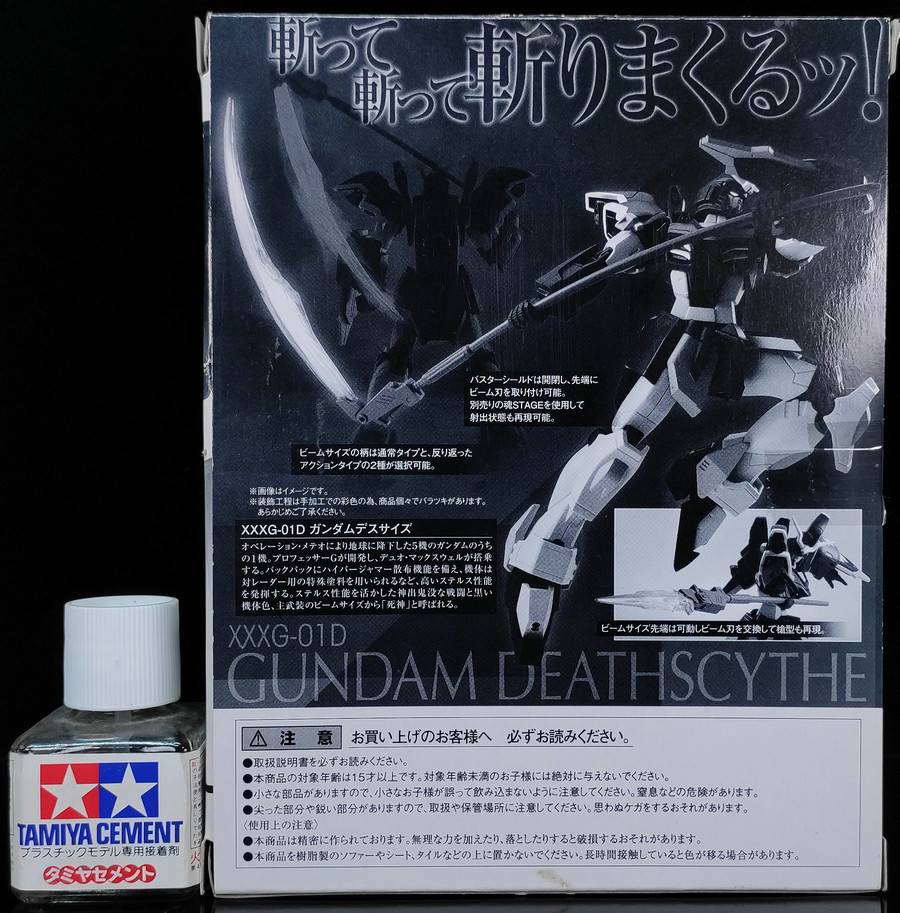 斬って
斬って斬りまくるッ!
バスターシールドは開閉し、先端に
ビーム刃を取り付け可能。
別売りの魂STAGEを使用して
射出状態も再現可能。
ビームサイズの柄は通常タイプと、反り返った
アクションタイプの2種が選択可能。
※画像はイメージです。
※装飾工程は手加工での彩色の為、商品個々でバラツキがあります。
あらかじめご了承ください。
XXXG-01D ガンダムデスサイズ
オペレーション・メテオにより地球に降下した5機のガンダムのうち
の1機。プロフェッサーGが開発し、デュオ・マックスウェルが搭乗
する。バックパックにハイパージャマー散布機能を備え、機体は
対レーダー用の特殊塗料を用いられるなど、高いステルス性能
を発揮する。ステルス性能を活かした神出鬼没な戦闘と黒い
機体色、主武装のビームサイズから「死神」と呼ばれる。
ビームサイズ先端は可動しビーム刃を交換して槍型も再現。
XXXG-01D
GUNDAM DEATHSCYTHE
注意 お買い上げのお客様へ 必ずお読みください。
●取扱説明書を必ずお読みください。
●本商品の対象年齢は15才以上です。対象年齢未満のお子様には絶対に与えないでください。
●小さな部品がありますので、小さなお子様が誤って飲み込まないように注意してください。窒息などの危険があります。
●尖った部分や鋭い部分がありますので、取扱や保管場所に注意してください。思わぬケガをするおそれがあります。
〈使用上の注意〉
●本商品は精密に作られております。無理な力を加えたり、落としたりすると破損するおそれがあります。
●本商品を樹脂製のソファーやシート、タイルなどの上に置かないでください。長時間接触していると色が移る場合があります。
TAMIYA CEMENT
プラスチックモデル専用接着剤
タミヤセメント
火